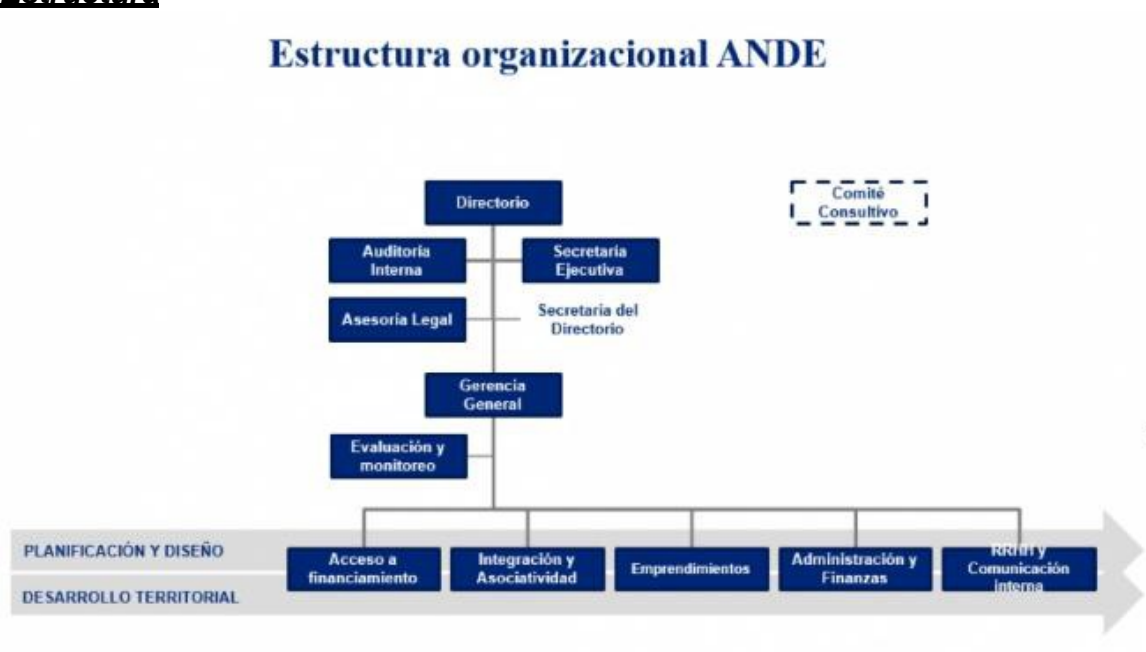 Estructura organizacional ANDE
Directorio
Comité
Consultivo
Auditoria
Interna
Secretaria
Ejecutiva
Asesoria Legal
Secretaria del
Directorio
Gerencia
General
Evaluación y
monitoreo
PLANIFICACIÓN Y DISEÑO
DESARROLLO TERRITORIAL
Acceso a
financiamiento
Integración y
Asociatividad
Emprendimientos
Administración y
Finanzas
RRHH y
Comunicación
interna